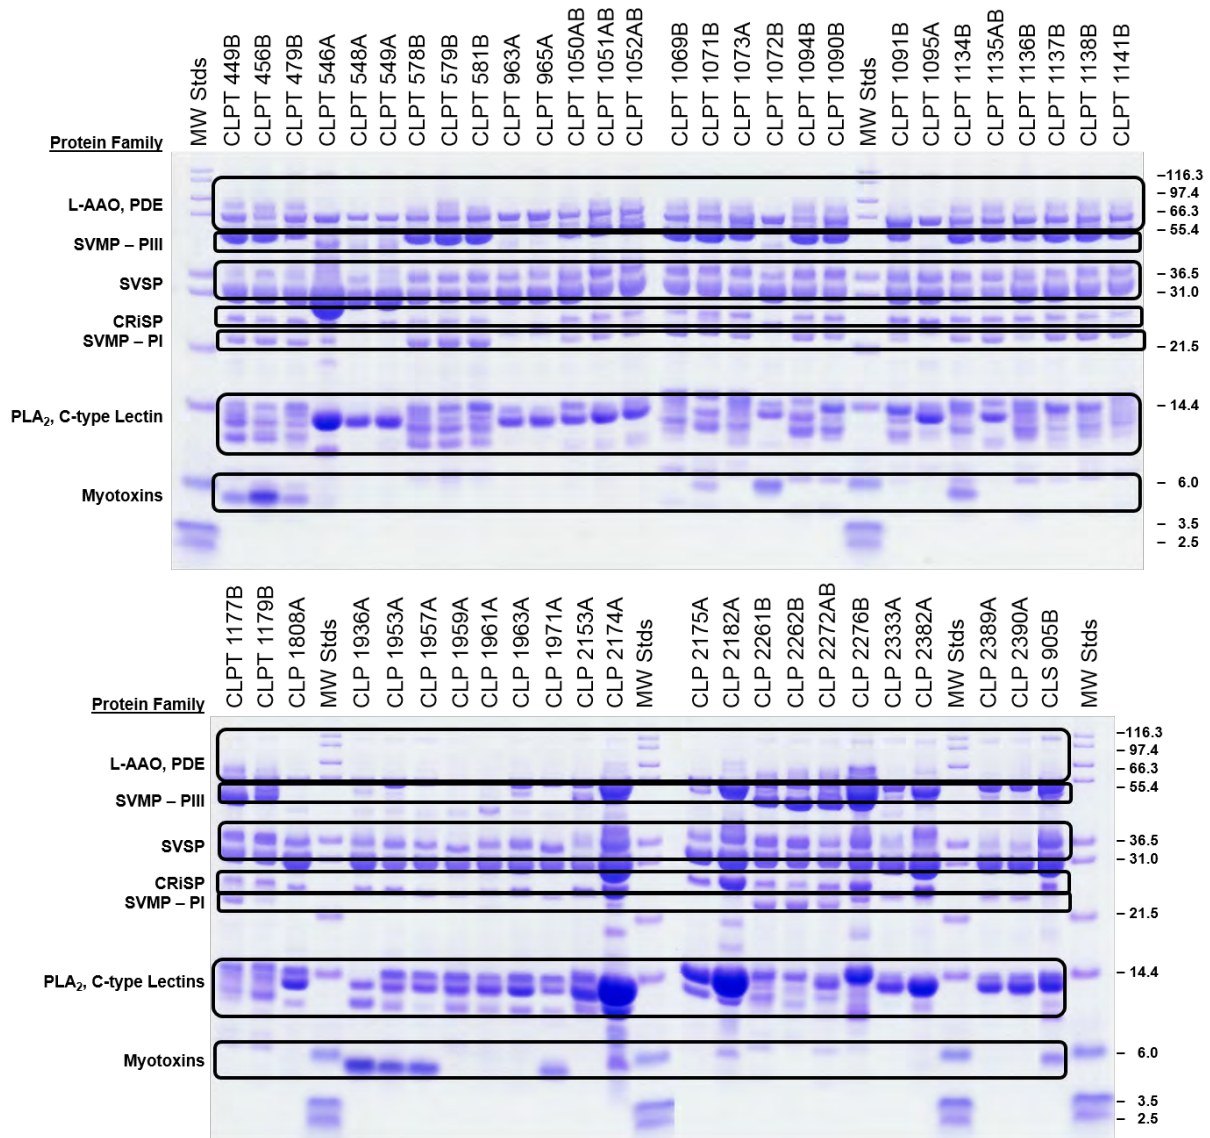 MW Stds
CLPT 449B
CLPT 456B
CLPT 479B
CLPT 546A
CLPT 548A
CLPT 549A
CLPT 578B
CLPT 579B
CLPT 581B
CLPT 963A
CLPT 965A
CLPT 1050AB
CLPT 1051AB
CLPT 1052AB
CLPT 1069B
CLPT 1071B
CLPT 1073A
CLPT 1072B
CLPT 1094B
CLPT 1090B
MW Stds
CLPT 1091B
CLPT 1095A
CLPT 1134B
CLPT 1135AB
CLPT 1136B
CLPT 1137B
CLPT 1138B
CLPT 1141B
Protein Family
L-AAO, PDE
SVMP – PIII
SVSP
CRiSP
SVMP – PI
PLA₂, C-type Lectin
Myotoxins
–116.3
– 97.4
– 66.3
– 55.4
– 36.5
– 31.0
– 21.5
– 14.4
– 6.0
– 3.5
– 2.5
CLPT 1177B
CLPT 1179B
CLP 1808A
MW Stds
CLP 1936A
CLP 1953A
CLP 1957A
CLP 1959A
CLP 1961A
CLP 1963A
CLP 1971A
CLP 2153A
CLP 2174A
MW Stds
CLP 2175A
CLP 2182A
CLP 2261B
CLP 2262B
CLP 2272AB
CLP 2276B
CLP 2333A
CLP 2382A
MW Stds
CLP 2389A
CLP 2390A
CLS 905B
MW Stds
Protein Family
L-AAO, PDE
SVMP – PIII
SVSP
CRiSP
SVMP – PI
PLA₂, C-type Lectins
Myotoxins
–116.3
– 97.4
– 66.3
– 55.4
– 36.5
– 31.0
– 21.5
– 14.4
– 6.0
– 3.5
– 2.5